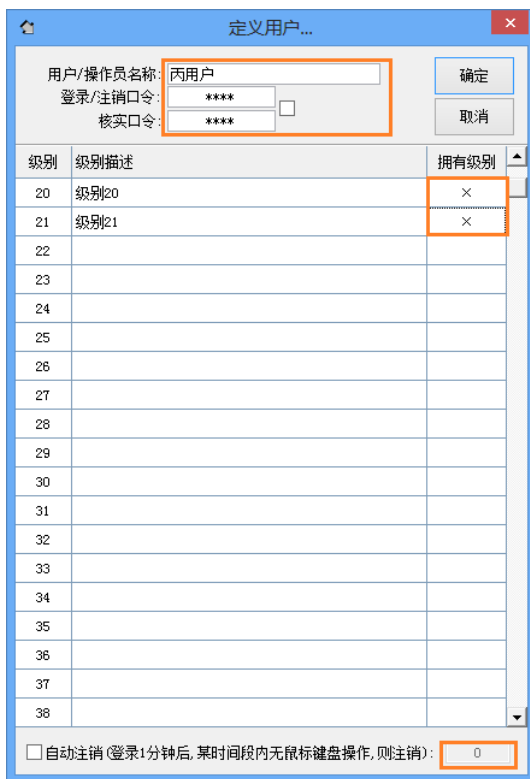 定义用户...
用户/操作员名称: 丙用户
确定
登录/注销口令: ****
核实口令: ****
取消
级别 级别描述 拥有级别
20 级别20 ×
21 级别21 ×
22
23
24
25
26
27
28
29
30
31
32
33
34
35
36
37
38
自动注销(登录1分钟后,某时间段内无鼠标键盘操作,则注销): 0